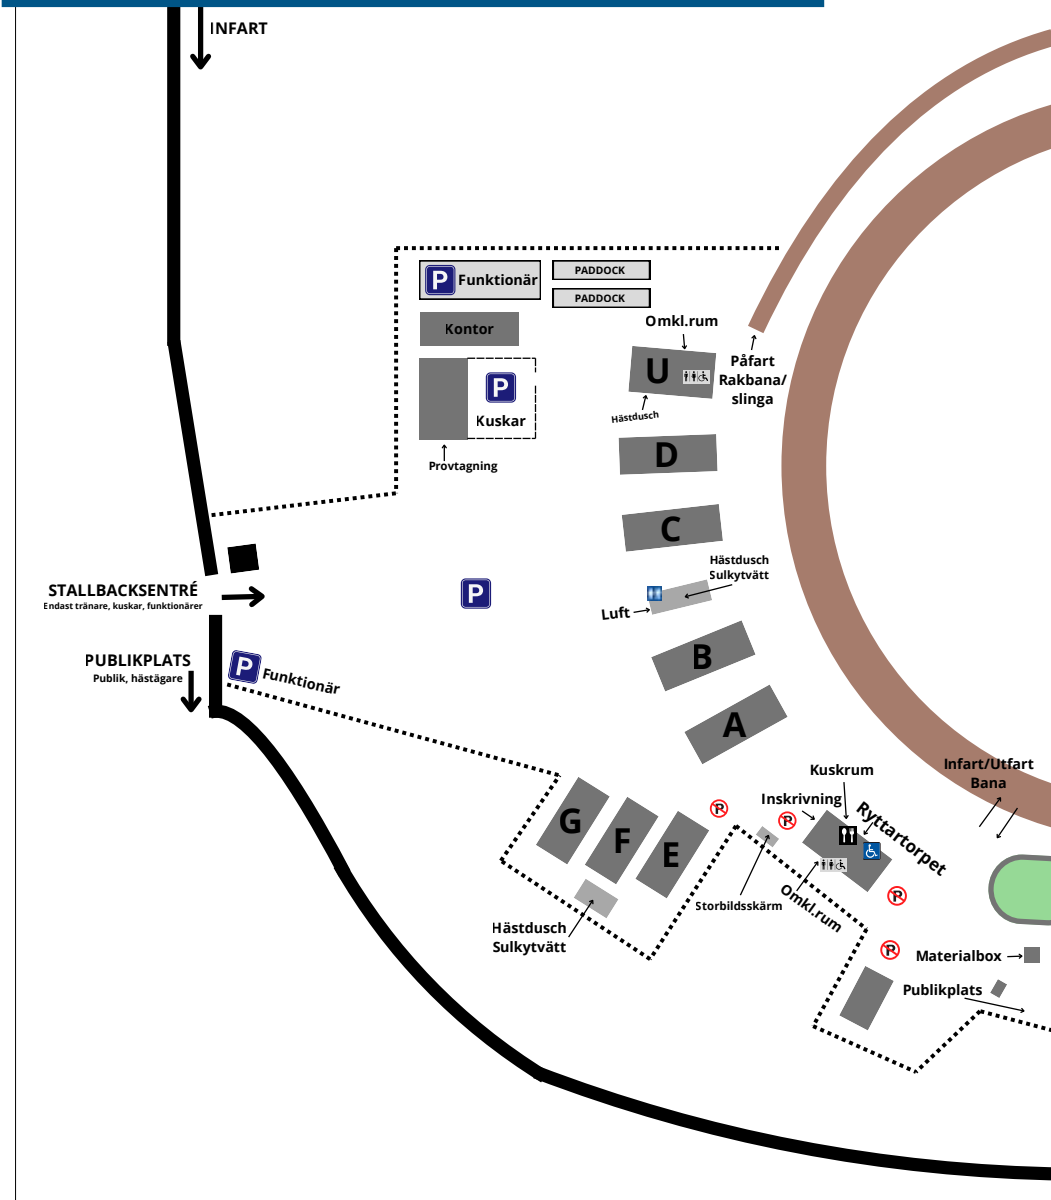 INFART
P Funktionär
PADDOCK
PADDOCK
Kontor
Omkl.rum
U
Påfart
Rakbana/
slinga
P
Kuskar
Hästdusch
D
Provtagning
C
Hästdusch
Sulkytvätt
STALLBACKSENTRÉ
Endast tränare, kuskar, funktionärer
P
Luft
B
PUBLIKPLATS
Publik, hästägare
P Funktionär
A
Infart/Utfart
Bana
Kuskrum
Inskrivning
Ryttartorpet
P
P
G
F
E
Storbildsskärm
Omkl.rum
P
Hästdusch
Sulkytvätt
P
Materialbox
Publikplats